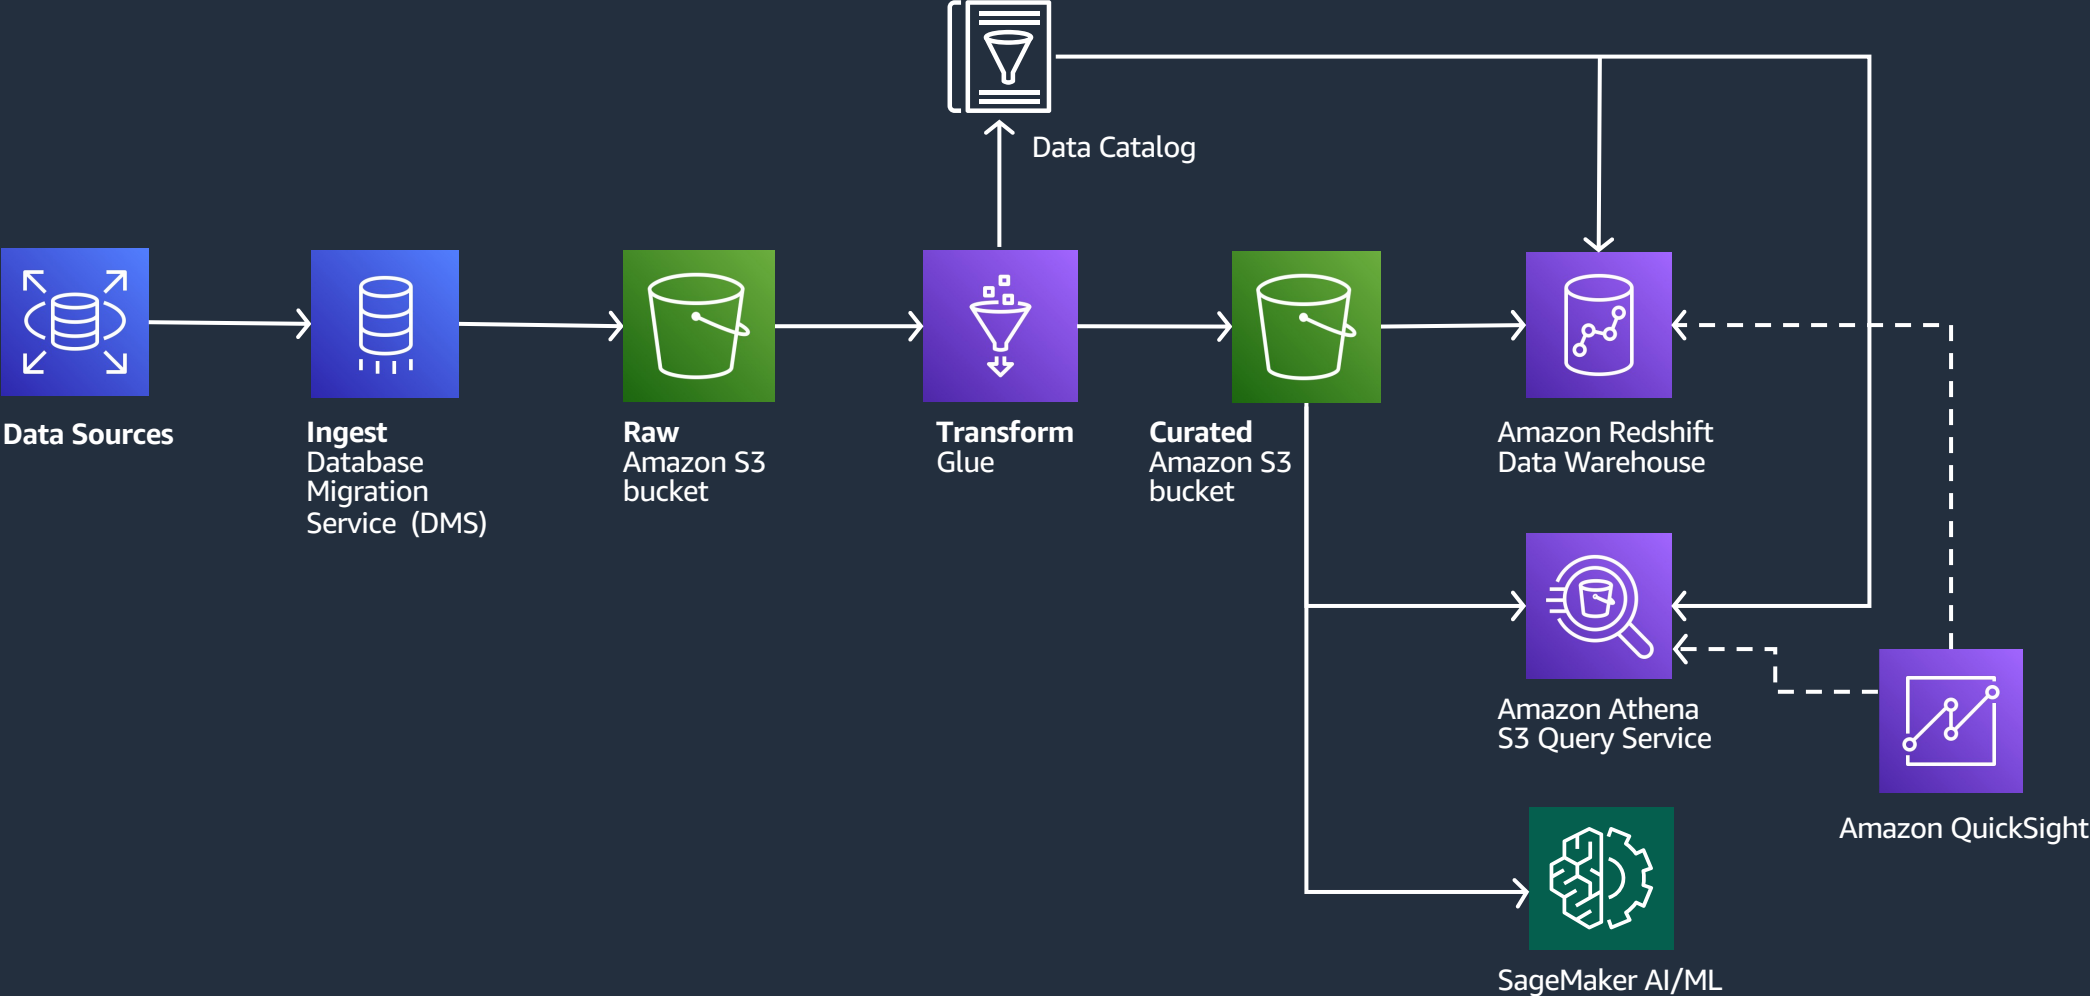 Data Catalog
Data Sources
Ingest
Database
Migration
Service (DMS)
Raw
Amazon S3
bucket
Transform
Glue
Curated
Amazon S3
bucket
Amazon Redshift
Data Warehouse
Amazon Athena
S3 Query Service
Amazon QuickSight
SageMaker AI/ML